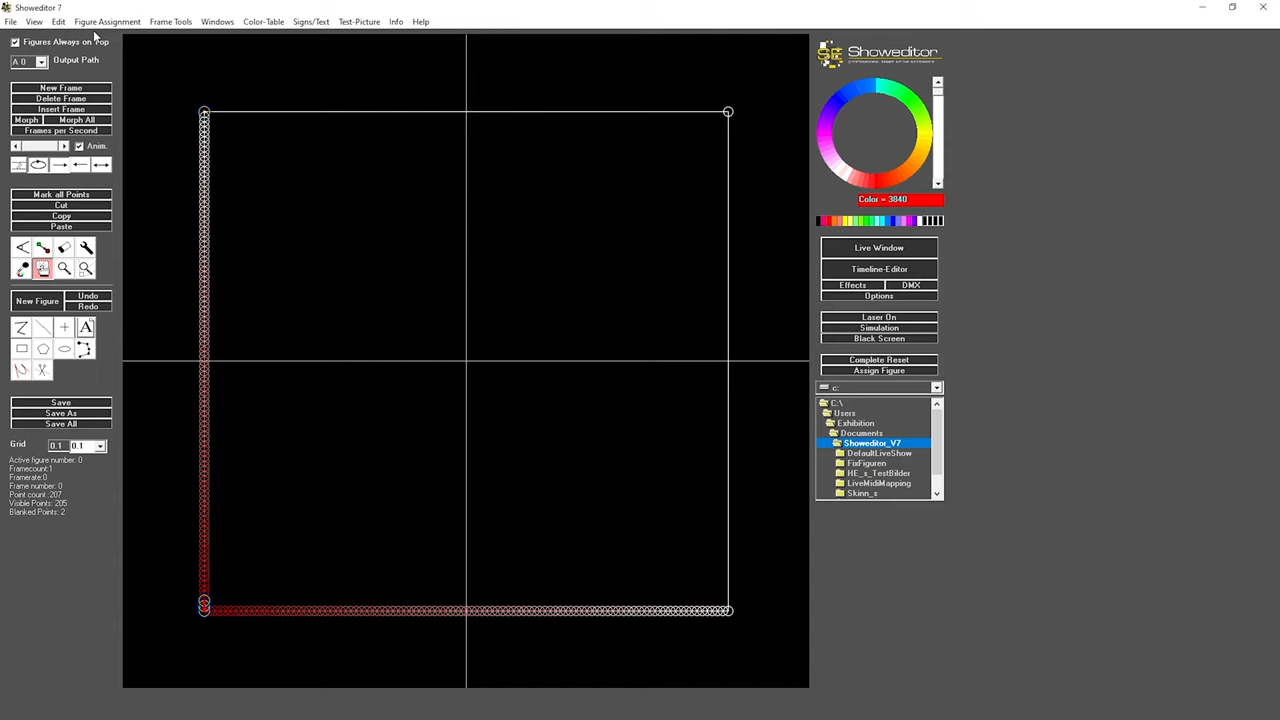 Showeditor 7
File View Edit Figure Assignment Frame Tools Windows Color-Table Signs/Text Test-Picture Info Help
Figures Always on Top
A 0 Output Path
New Frame
Delete Frame
Insert Frame
Morph Morph All
Frames per Second
Anim.
Mark all Points
Cut
Copy
Paste
New Figure Undo
Redo
A
Save
Save As
Save All
Grid 0.1 0.1
Active figure number: 0
Framecount:1
Framerate:0
Frame number: 0
Point count :207
Visible Points: 205
Blanked Points: 2
Showeditor
Color = 3840
Live Window
Timeline-Editor
Effects DMX
Options
Laser On
Simulation
Black Screen
Complete Reset
Assign Figure
c:
C:\
Users
Exhibition
Documents
Showeditor_V7
DefaultLiveShow
FixFiguren
HE_s_TestBilder
LiveMidiMapping
Skinn_s